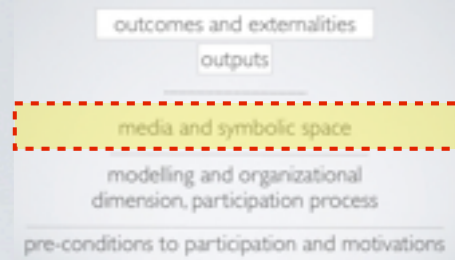 outcomes and externalities
outputs
media and symbolic space
modelling and organizational
dimension, participation process
pre-conditions to participation and motivations